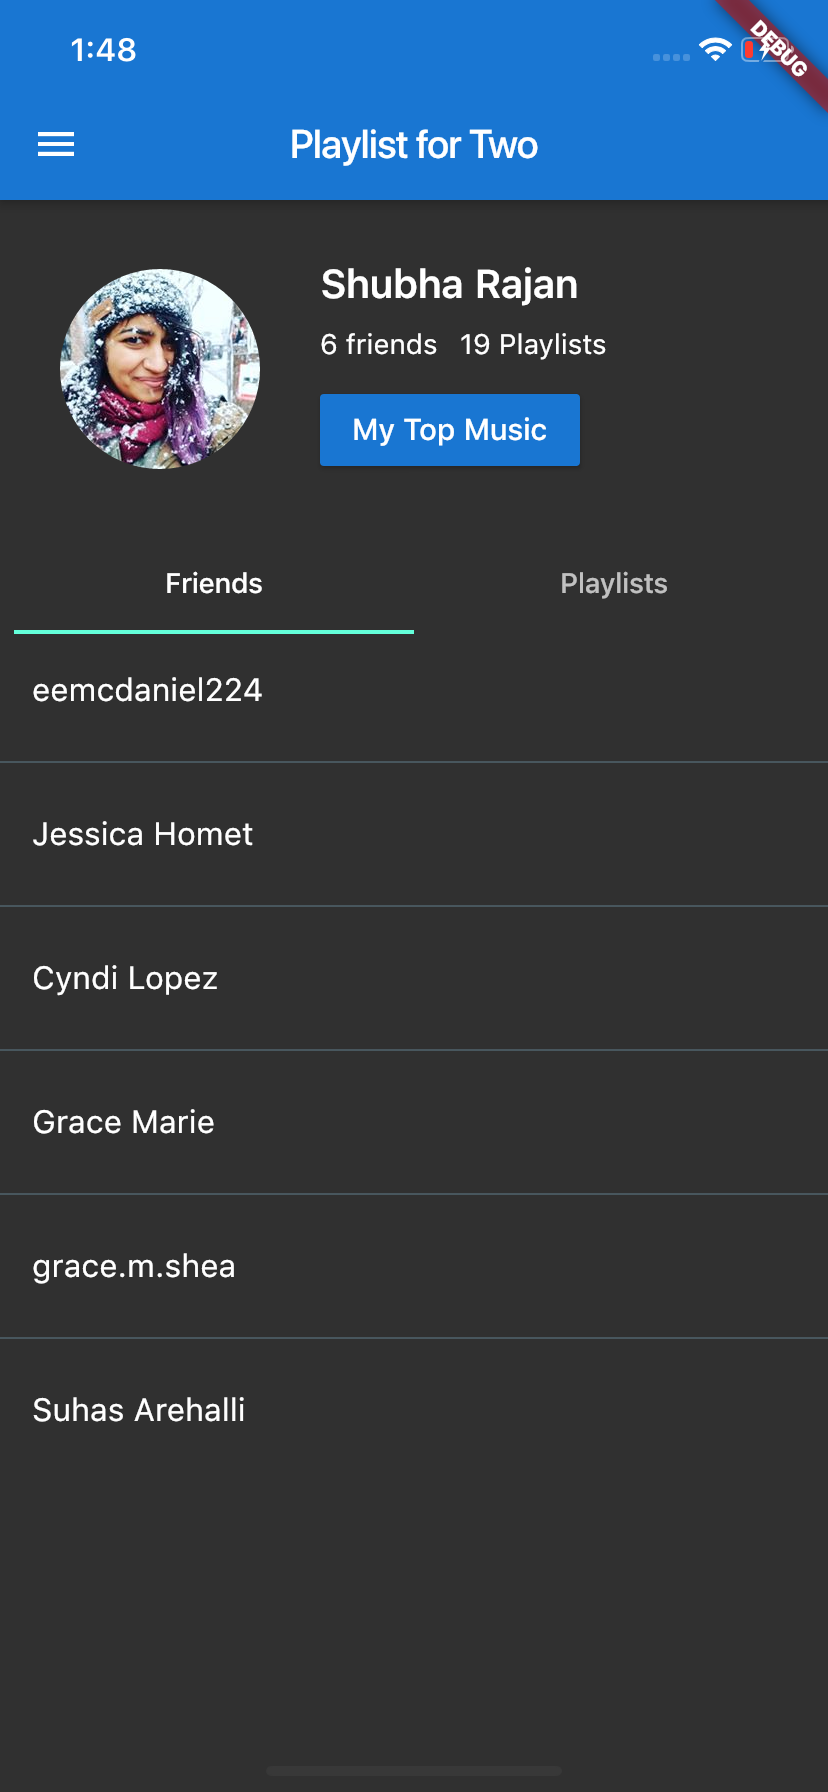 1:48
DEBUG
Playlist for Two
Shubha Rajan
6 friends 19 Playlists
My Top Music
Friends Playlists
eemcdaniel224
Jessica Homet
Cyndi Lopez
Grace Marie
grace.m.shea
Suhas Arehalli